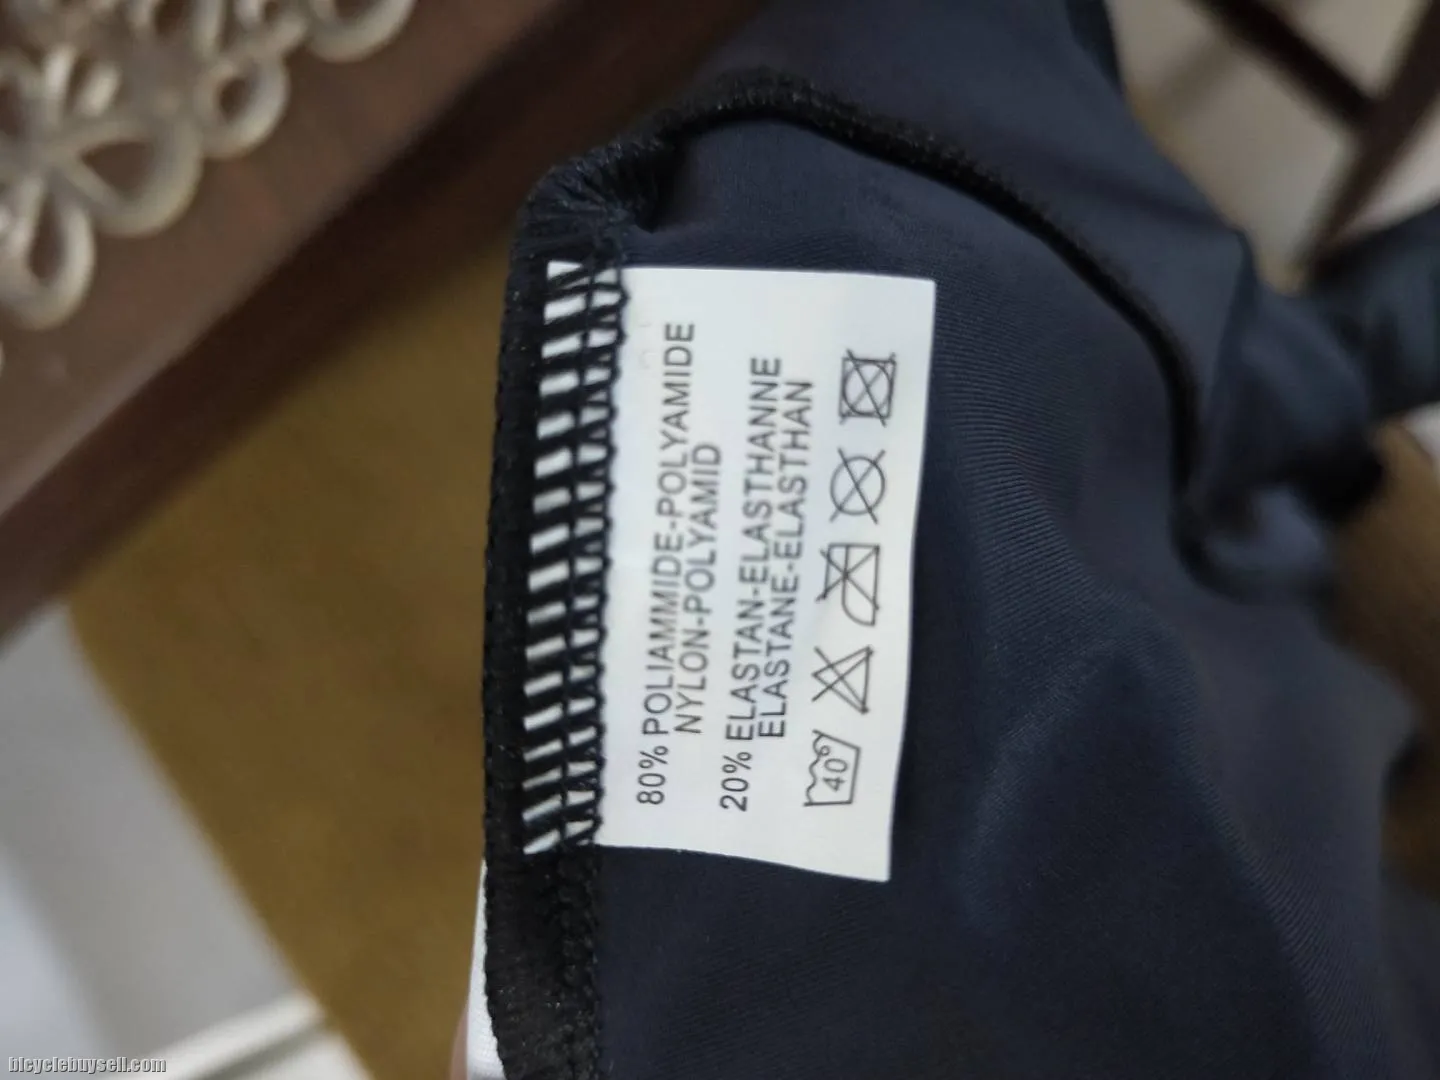 80% POLIAMMIDE-POLYAMIDE
NYLON-POLYAMID
20% ELASTAN-ELASTHANNE
ELASTANE-ELASTHAN
40°
bicyclebuysell.com